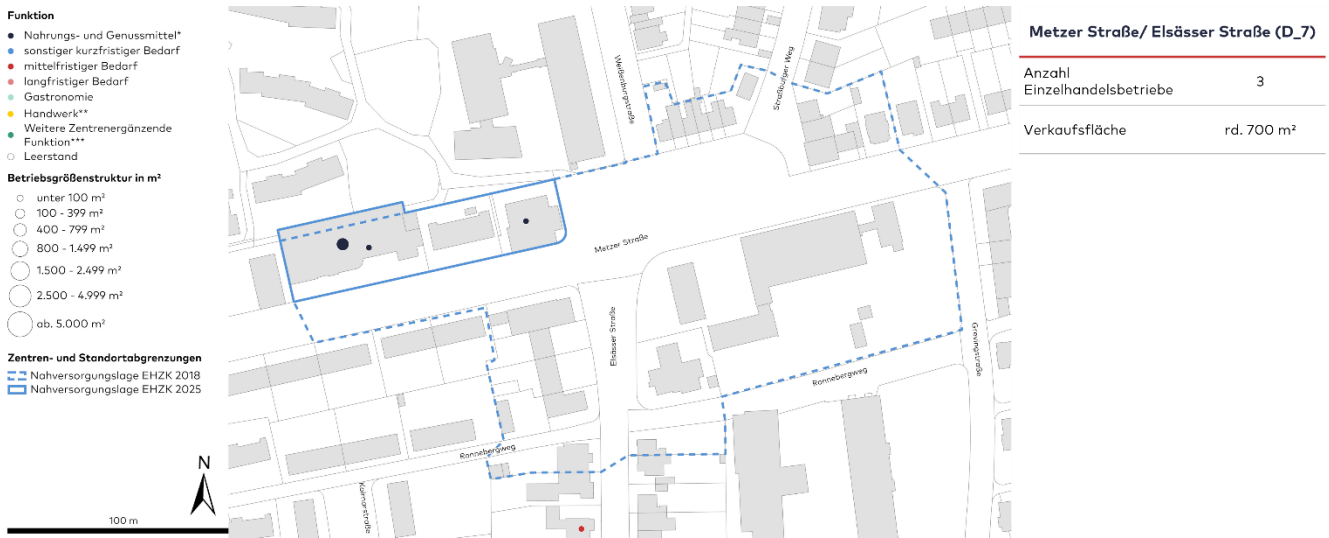 Funktion
Nahrungs- und Genussmittel*
sonstiger kurzfristiger Bedarf
mittelfristiger Bedarf
langfristiger Bedarf
Gastronomie
Handwerk**
Weitere Zentrenergänzende
Funktion***
Leerstand
Betriebsgrößenstruktur in m²
unter 100 m²
100 - 399 m²
400 - 799 m²
800 - 1.499 m²
1.500 - 2.499 m²
2.500 - 4.999 m²
ab. 5.000 m²
Zentren- und Standortabgrenzungen
Nahversorgungslage EHZK 2018
Nahversorgungslage EHZK 2025
N
100 m
Weißenburgstraße
Straßburger Weg
Metzer Straße
Elsässer Straße
Grevingstraße
Ronnebergweg
Ronnebergweg
Kolmarstraße
Metzer Straße/ Elsässer Straße (D_7)
Anzahl
Einzelhandelsbetriebe 3
Verkaufsfläche rd. 700 m²